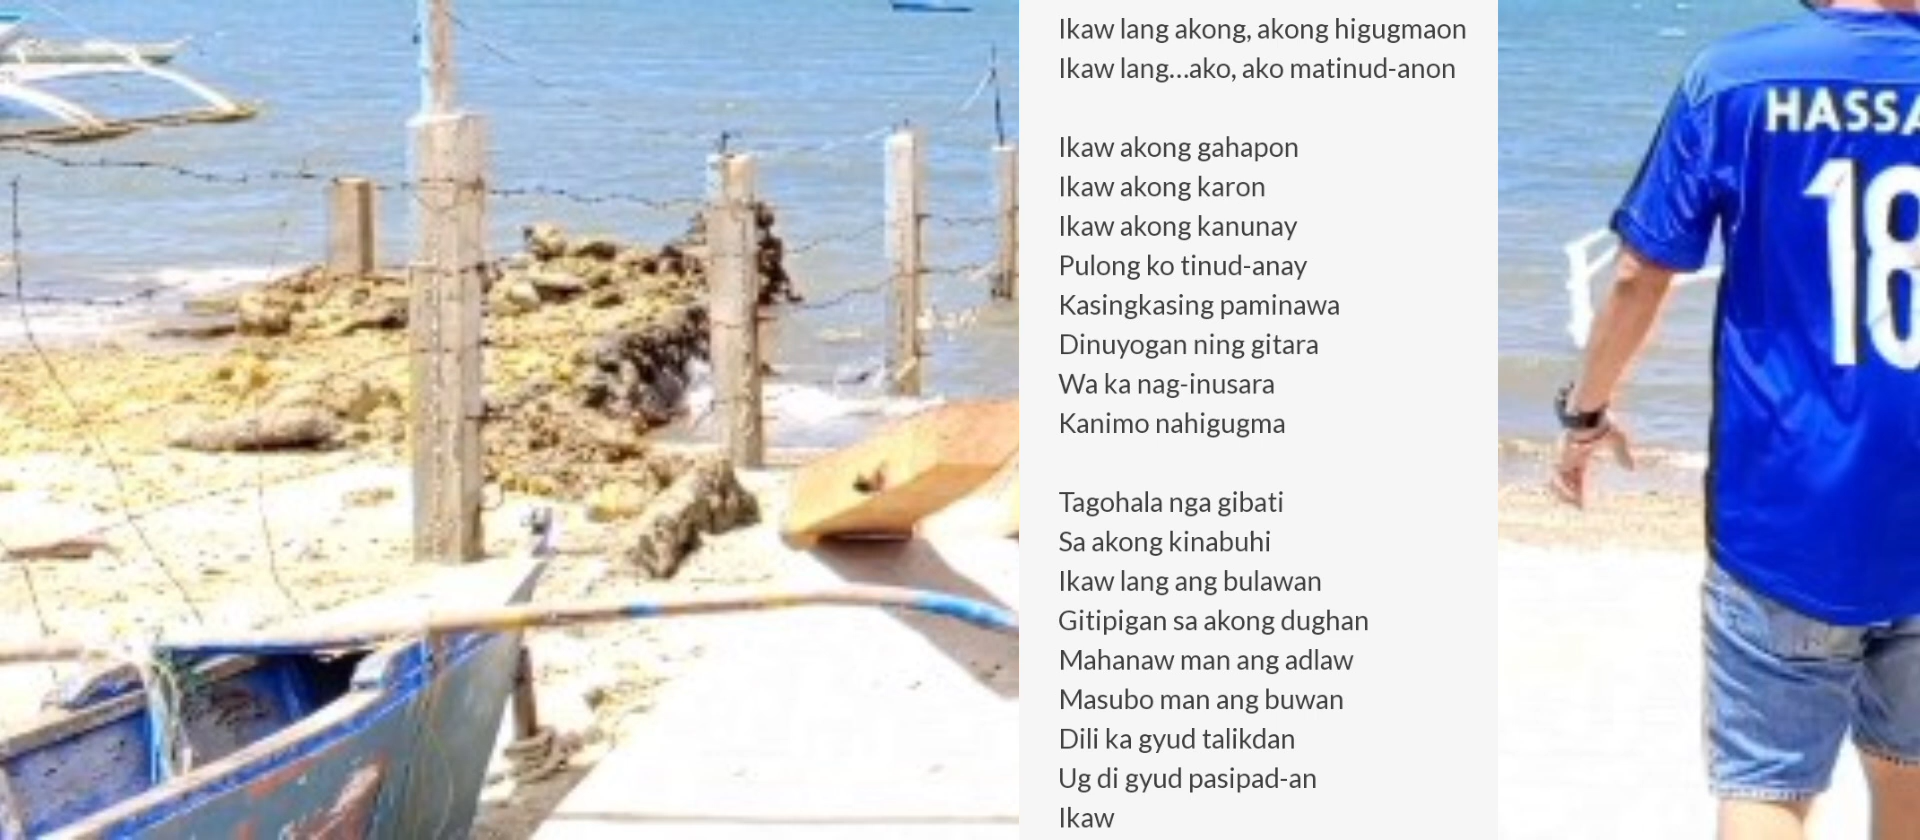 Ikaw lang akong, akong higugmaon
Ikaw lang...ako, ako matinud-anon
Ikaw akong gahapon
Ikaw akong karon
Ikaw akong kanunay
Pulong ko tinud-anay
Kasingkasing paminawa
Dinuyogan ning gitara
Wa ka nag-inusara
Kanimo nahigugma
Tagohala nga gibati
Sa akong kinabuhi
Ikaw lang ang bulawan
Gitipigan sa akong dughan
Mahanaw man ang adlaw
Masubo man ang buwan
Dili ka gyud talikdan
Ug di gyud pasipad-an
Ikaw
HASSA
18